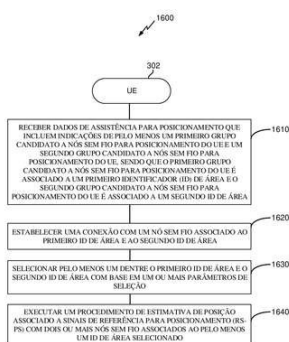 1600
302
UE
RECEBER DADOS DE ASSISTÊNCIA PARA POSICIONAMENTO QUE
INCLUEM INDICAÇÕES DE PELO MENOS UM PRIMEIRO GRUPO
CANDIDATO A NÓS SEM FIO PARA POSICIONAMENTO DO UE E UM
SEGUNDO GRUPO CANDIDATO A NÓS SEM FIO PARA
POSICIONAMENTO DO UE, SENDO QUE O PRIMEIRO GRUPO
CANDIDATO A NÓS SEM FIO PARA POSICIONAMENTO DO UE É
ASSOCIADO A UM PRIMEIRO IDENTIFICADOR (ID) DE ÁREA E O
SEGUNDO GRUPO CANDIDATO A NÓS SEM FIO PARA
POSICIONAMENTO DO UE É ASSOCIADO A UM SEGUNDO ID DE ÁREA
1610
ESTABELECER UMA CONEXÃO COM UM NÓ SEM FIO ASSOCIADO AO
PRIMEIRO ID DE ÁREA E AO SEGUNDO ID DE ÁREA
1620
SELECIONAR PELO MENOS UM DENTRE O PRIMEIRO ID DE ÁREA E O
SEGUNDO ID DE ÁREA COM BASE EM UM OU MAIS PARÂMETROS DE
SELEÇÃO
1630
EXECUTAR UM PROCEDIMENTO DE ESTIMATIVA DE POSIÇÃO
ASSOCIADO A SINAIS DE REFERÊNCIA PARA POSICIONAMENTO (RS-
PS) COM DOIS OU MAIS NÓS SEM FIO ASSOCIADOS AO PELO MENOS
UM ID DE ÁREA SELECIONADO
1640